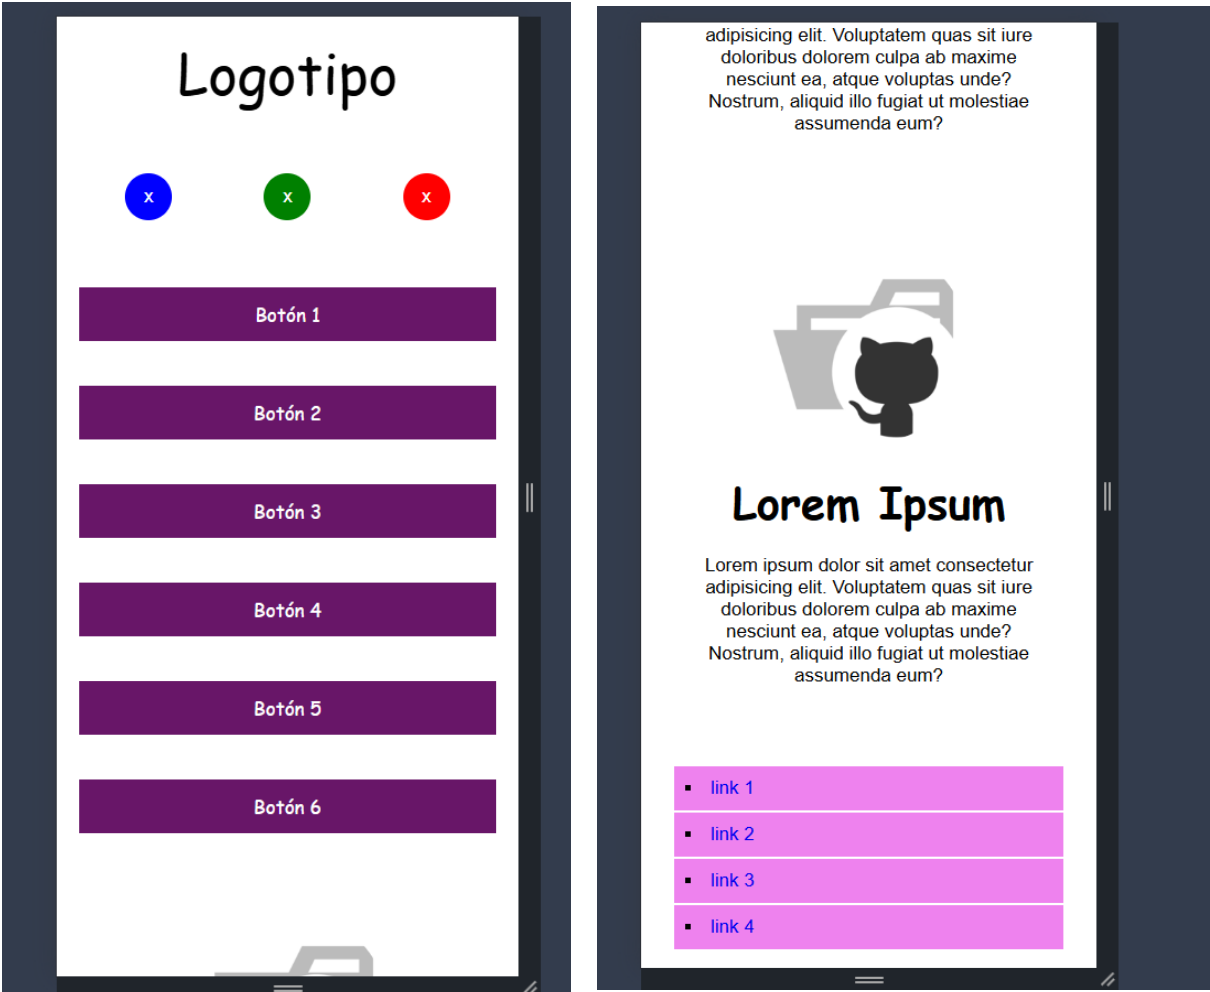 Logotipo
x x x
Botón 1
Botón 2
Botón 3
Botón 4
Botón 5
Botón 6
adipisicing elit. Voluptatem quas sit iure
doloribus dolorem culpa ab maxime
nesciunt ea, atque voluptas unde?
Nostrum, aliquid illo fugiat ut molestiae
assumenda eum?
Lorem Ipsum
Lorem ipsum dolor sit amet consectetur
adipisicing elit. Voluptatem quas sit iure
doloribus dolorem culpa ab maxime
nesciunt ea, atque voluptas unde?
Nostrum, aliquid illo fugiat ut molestiae
assumenda eum?
link 1
link 2
link 3
link 4